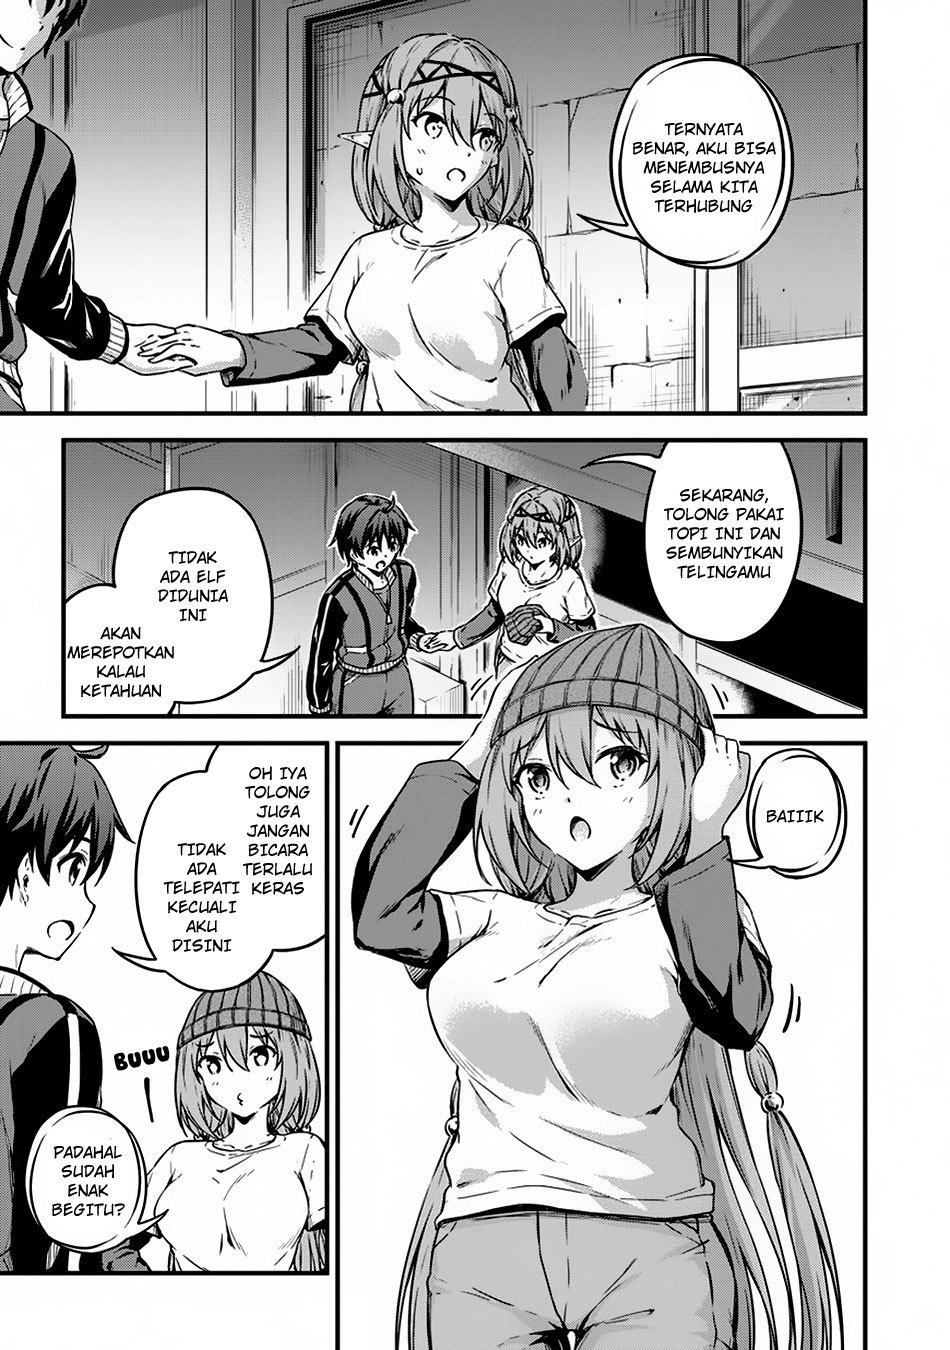 TERNYATA
BENAR, AKU BISA
MENEMBUSNYA
SELAMA KITA
TERHUBUNG
SEKARANG,
TOLONG PAKAI
TOPI INI DAN
SEMBUNYIKAN
TELINGAMU
TIDAK
ADA ELF
DIDUNIA
INI
AKAN
MEREPOTKAN
KALAU
KETAHUAN
BAIIIK
OH IYA
TOLONG
JUGA
JANGAN
BICARA
TERLALU
KERAS
TIDAK
ADA
TELEPATI
KECUALI
AKU
DISINI
BUUU
PADAHAL
SUDAH
ENAK
BEGITU?